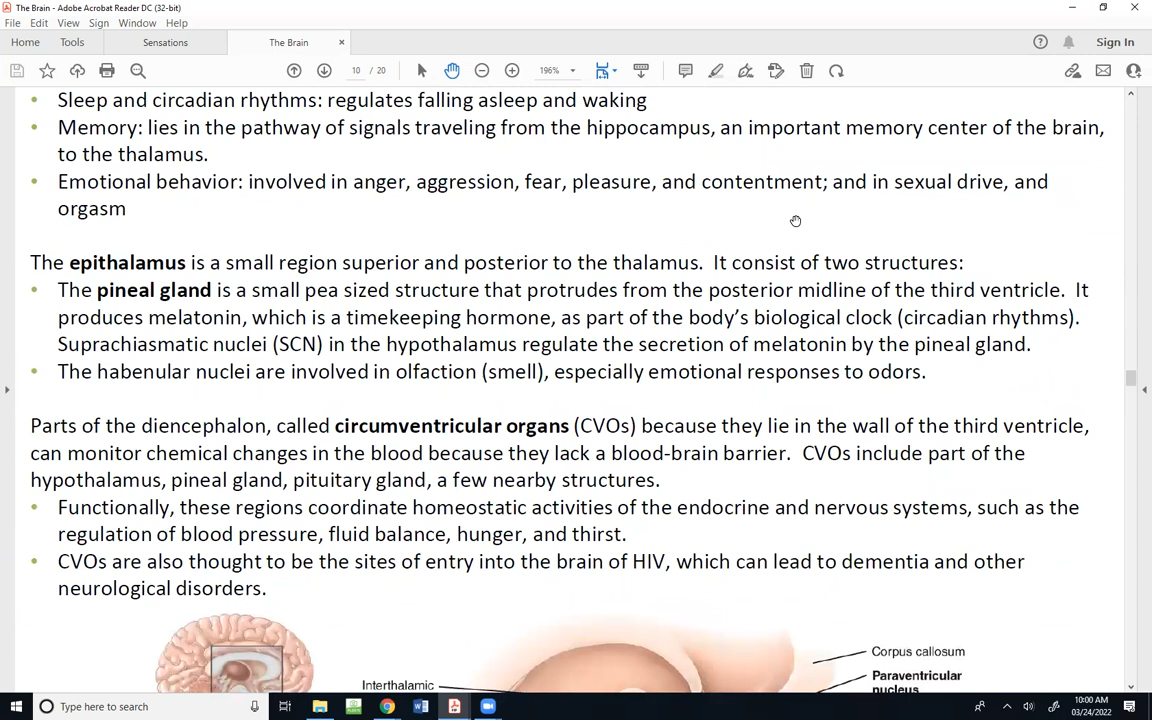 The Brain - Adobe Acrobat Reader DC (32-bit)
File Edit View Sign Window Help
Home Tools Sensations The Brain × Sign In
10 / 20 196%
• Sleep and circadian rhythms: regulates falling asleep and waking
• Memory: lies in the pathway of signals traveling from the hippocampus, an important memory center of the brain,
to the thalamus.
• Emotional behavior: involved in anger, aggression, fear, pleasure, and contentment; and in sexual drive, and
orgasm
The epithalamus is a small region superior and posterior to the thalamus. It consist of two structures:
• The pineal gland is a small pea sized structure that protrudes from the posterior midline of the third ventricle. It
produces melatonin, which is a timekeeping hormone, as part of the body’s biological clock (circadian rhythms).
Suprachiasmatic nuclei (SCN) in the hypothalamus regulate the secretion of melatonin by the pineal gland.
• The habenular nuclei are involved in olfaction (smell), especially emotional responses to odors.
Parts of the diencephalon, called circumventricular organs (CVOs) because they lie in the wall of the third ventricle,
can monitor chemical changes in the blood because they lack a blood-brain barrier. CVOs include part of the
hypothalamus, pineal gland, pituitary gland, a few nearby structures.
• Functionally, these regions coordinate homeostatic activities of the endocrine and nervous systems, such as the
regulation of blood pressure, fluid balance, hunger, and thirst.
• CVOs are also thought to be the sites of entry into the brain of HIV, which can lead to dementia and other
neurological disorders.
Corpus callosum
Paraventricular
nucleus
Interthalamic
Type here to search
10:00 AM
03/24/2022